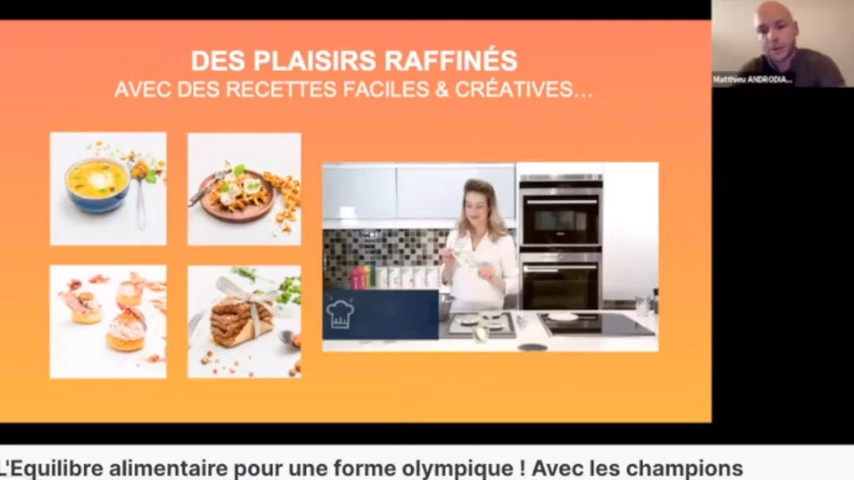 DES PLAISIRS RAFFINÉS
AVEC DES RECETTES FACILES & CRÉATIVES...
Matthieu ANDRODIA...
L'Equilibre alimentaire pour une forme olympique ! Avec les champions